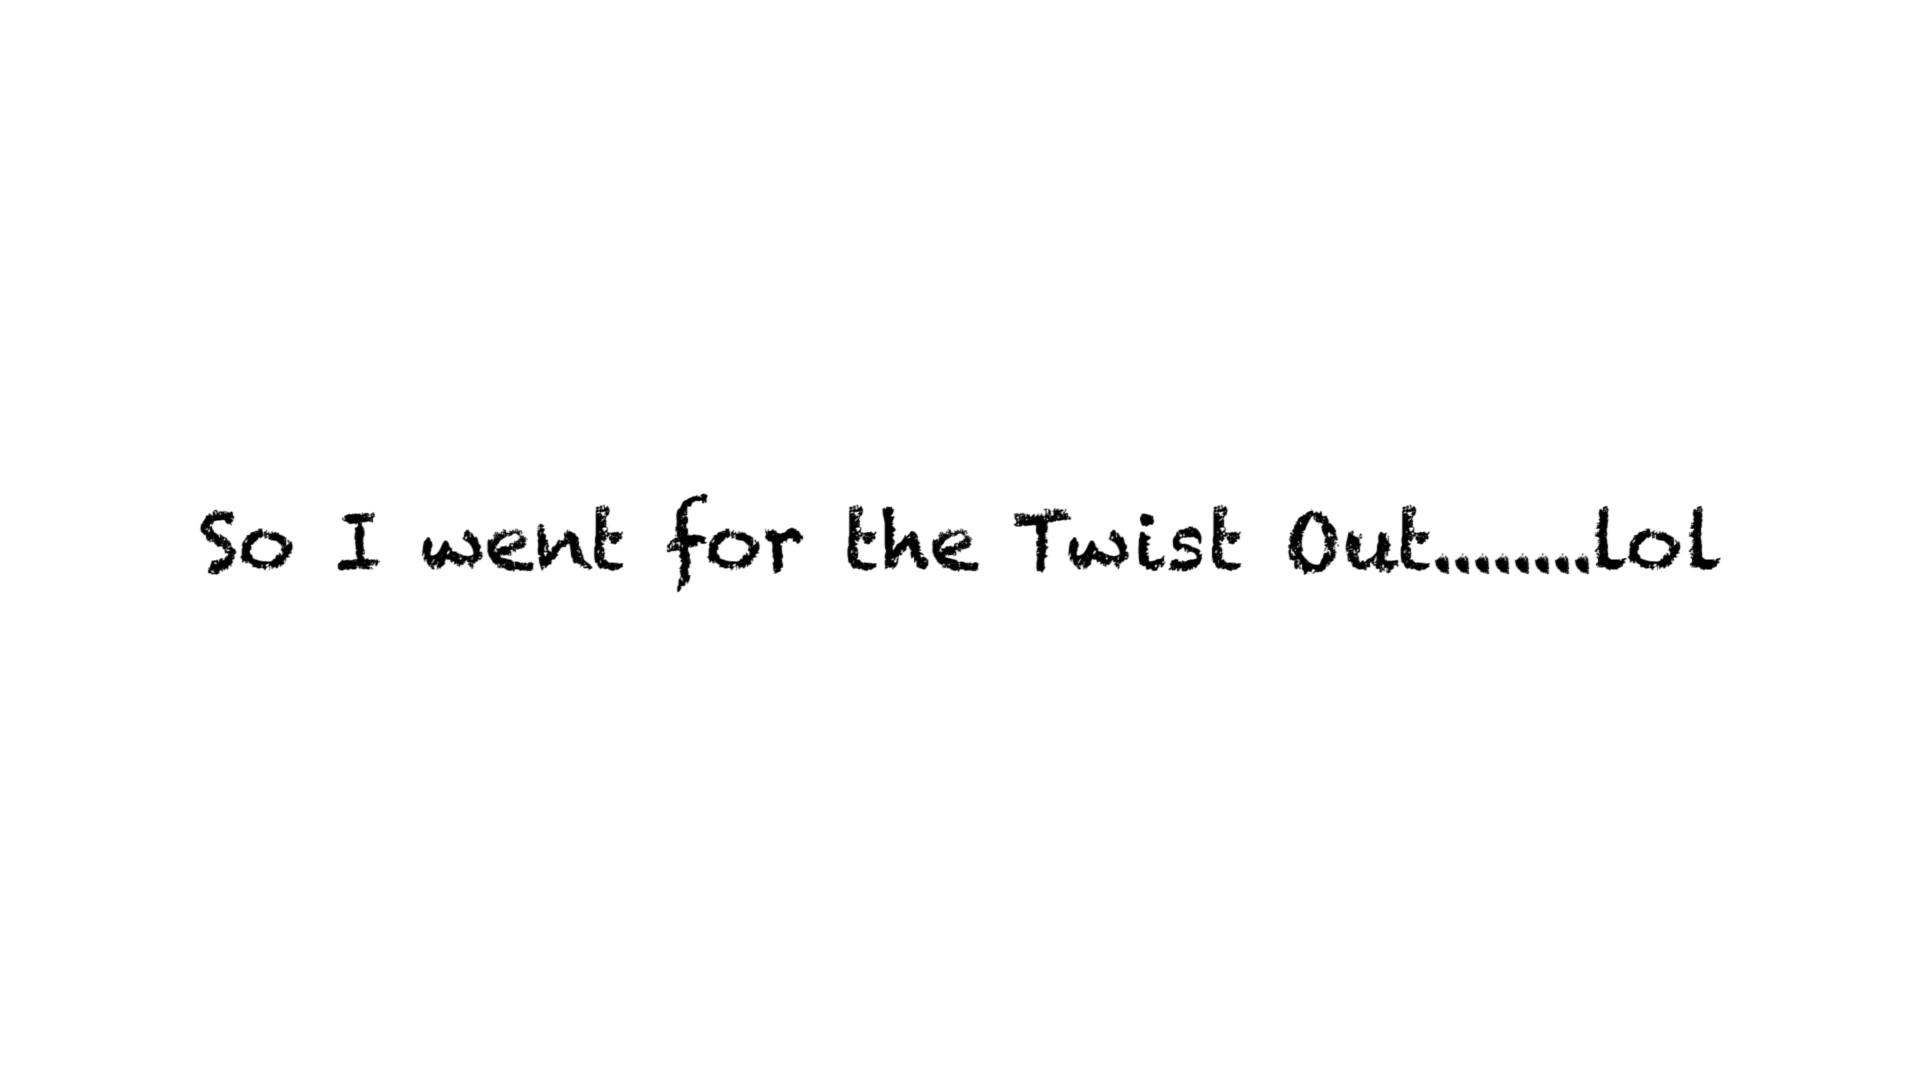 So I went for the Twist Out........lol